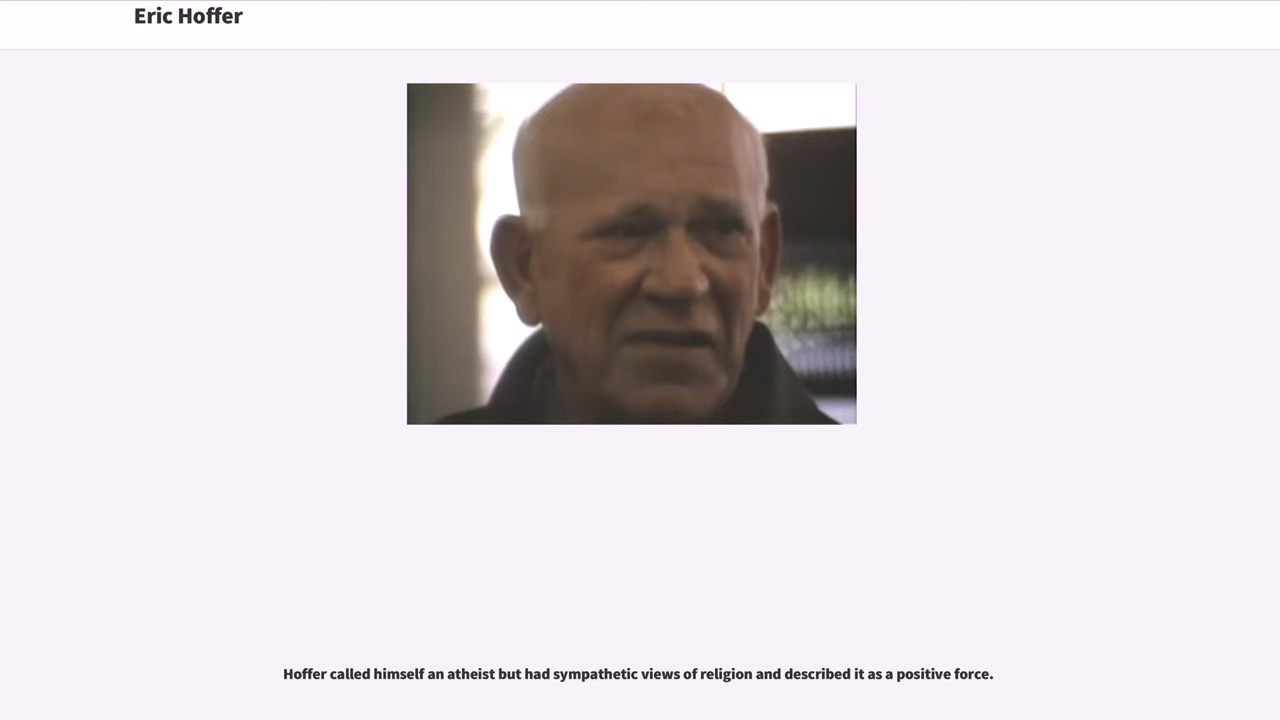 Eric Hoffer
Hoffer called himself an atheist but had sympathetic views of religion and described it as a positive force.